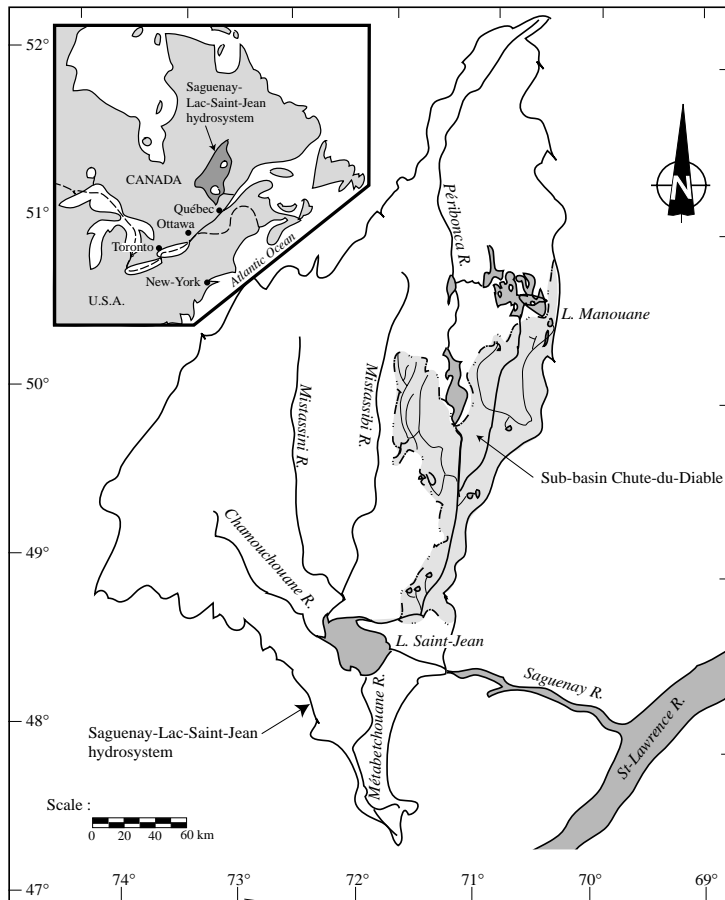 52°
51°
50°
49°
48°
47°
Saguenay-
Lac-Saint-Jean
hydrosystem
CANADA
Québec
Ottawa
Toronto
New-York
Atlantic Ocean
U.S.A.
N
Péribonca R.
L. Manouane
Mistassini R.
Mistassibi R.
Sub-basin Chute-du-Diable
Chamouchouane R.
L. Saint-Jean
Saguenay R.
St-Lawrence R.
Métabetchouane R.
Saguenay-Lac-Saint-Jean
hydrosystem
Scale :
0 20 40 60 km
74° 73° 72° 71° 70° 69°